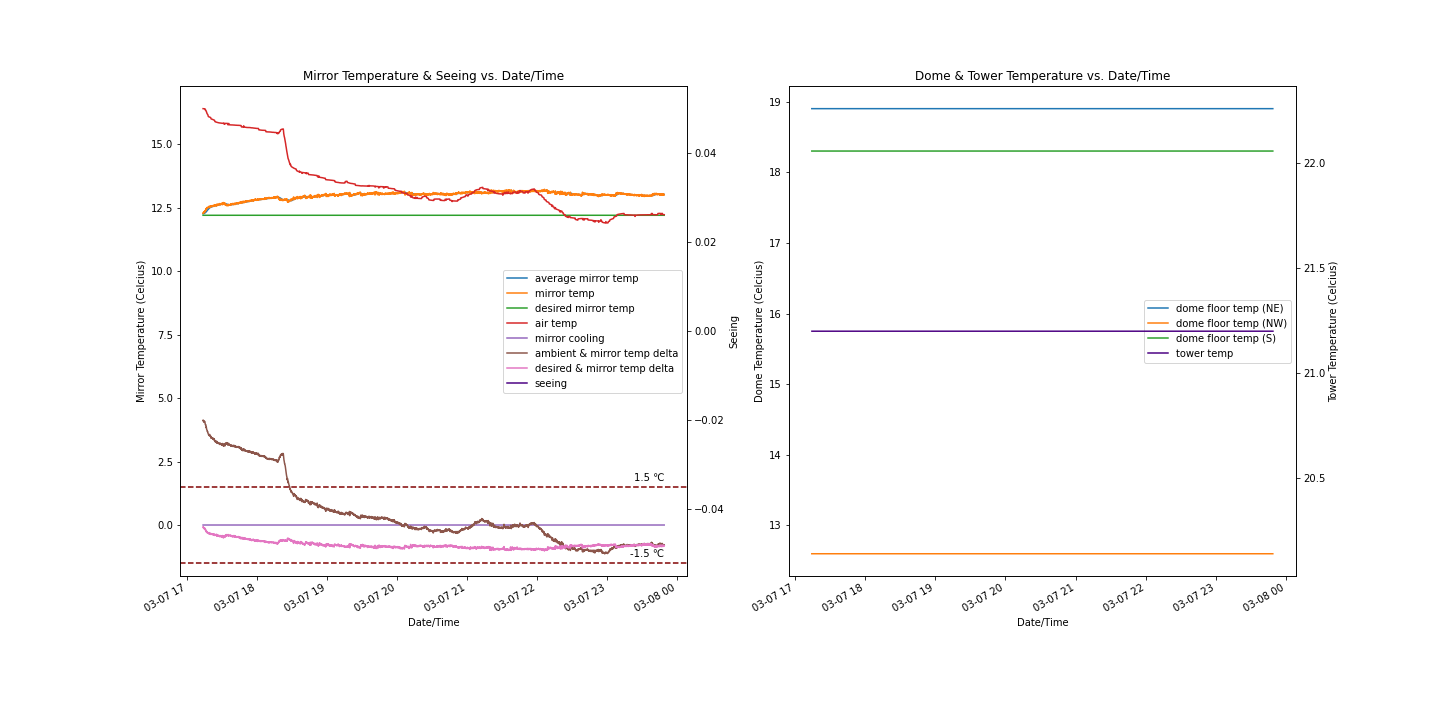 Mirror Temperature & Seeing vs. Date/Time
Mirror Temperature (Celcius)
15.0
12.5
10.0
7.5
5.0
2.5
0.0
0.04
0.02
0.00
−0.02
−0.04
Seeing
average mirror temp
mirror temp
desired mirror temp
air temp
mirror cooling
ambient & mirror temp delta
desired & mirror temp delta
seeing
1.5 °C
-1.5 °C
03-07 17
03-07 18
03-07 19
03-07 20
03-07 21
03-07 22
03-07 23
03-08 00
Date/Time
Dome & Tower Temperature vs. Date/Time
Dome Temperature (Celcius)
19
18
17
16
15
14
13
22.0
21.5
21.0
20.5
Tower Temperature (Celcius)
dome floor temp (NE)
dome floor temp (NW)
dome floor temp (S)
tower temp
03-07 17
03-07 18
03-07 19
03-07 20
03-07 21
03-07 22
03-07 23
03-08 00
Date/Time